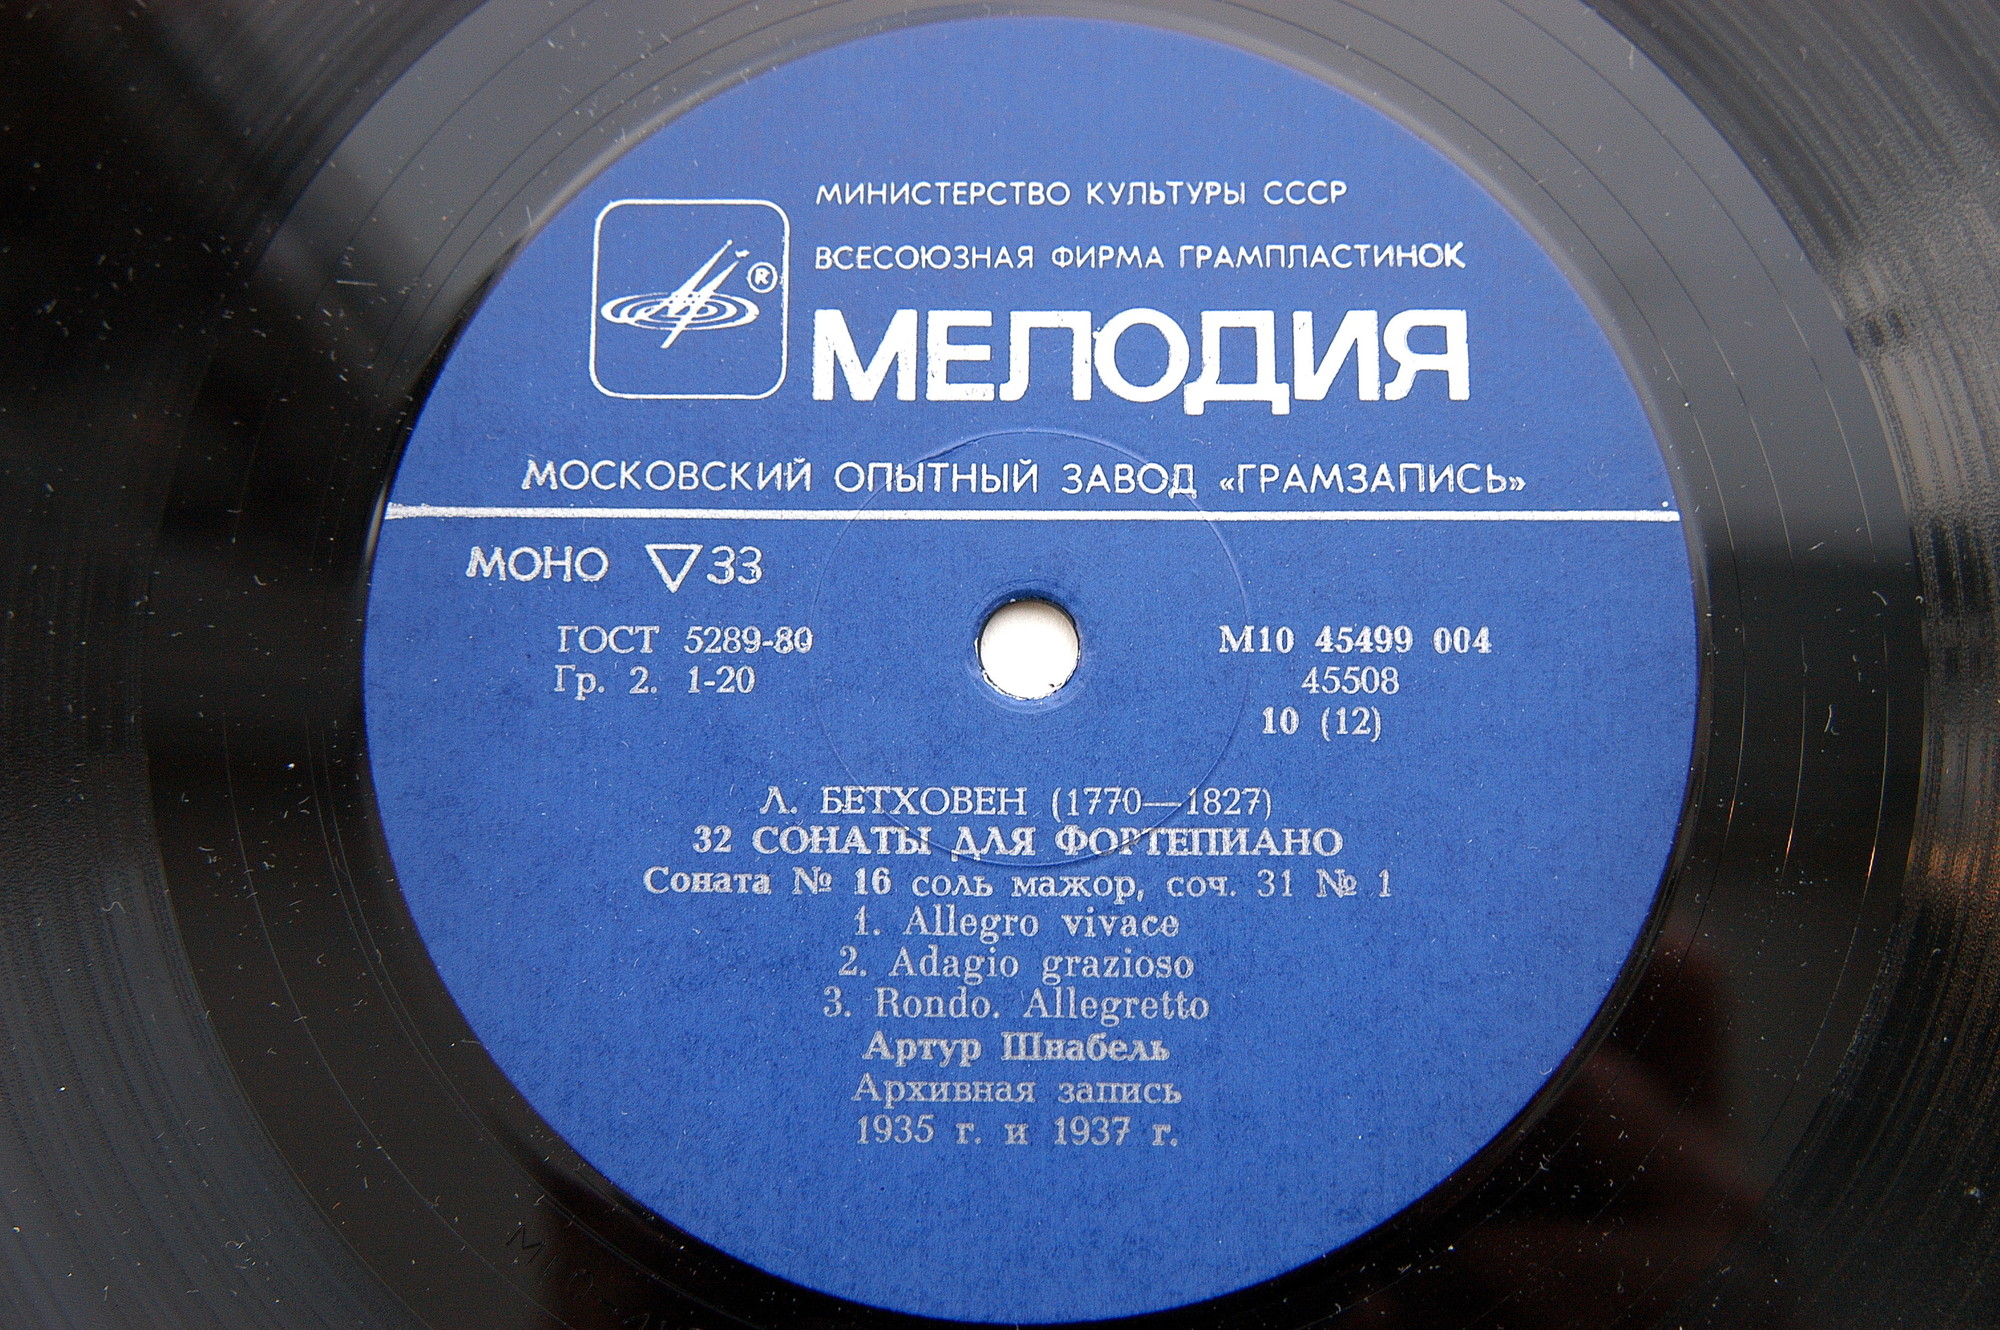 МИНИСТЕРСТВО КУЛЬТУРЫ СССР
ВСЕСОЮЗНАЯ ФИРМА ГРАМПЛАСТИНОК
®
МЕЛОДИЯ
МОСКОВСКИЙ ОПЫТНЫЙ ЗАВОД «ГРАМЗАПИСЬ»
МОНО ▽33
ГОСТ 5289-80
Гр. 2. 1-20
М10 45499 004
45508
10 (12)
Л. БЕТХОВЕН (1770—1827)
32 СОНАТЫ ДЛЯ ФОРТЕПИАНО
Соната № 16 соль мажор, соч. 31 № 1
1. Allegro vivace
2. Adagio grazioso
3. Rondo. Allegretto
Артур Шнабель
Архивная запись
1935 г. и 1937 г.